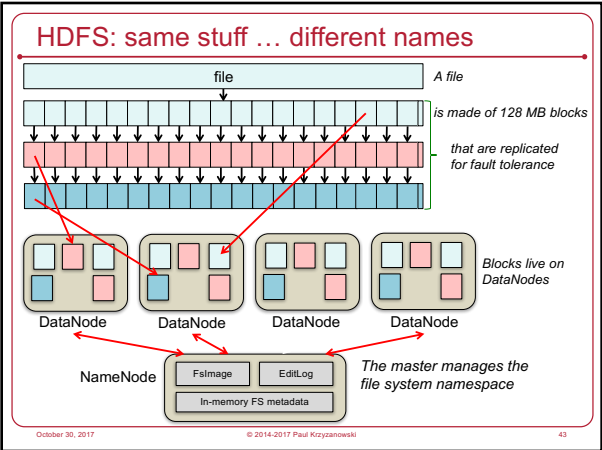 HDFS: same stuff … different names
file
A file
is made of 128 MB blocks
that are replicated
for fault tolerance
Blocks live on
DataNodes
DataNode
DataNode
DataNode
DataNode
NameNode
FsImage
EditLog
In-memory FS metadata
The master manages the
file system namespace
October 30, 2017
© 2014-2017 Paul Krzyzanowski
43